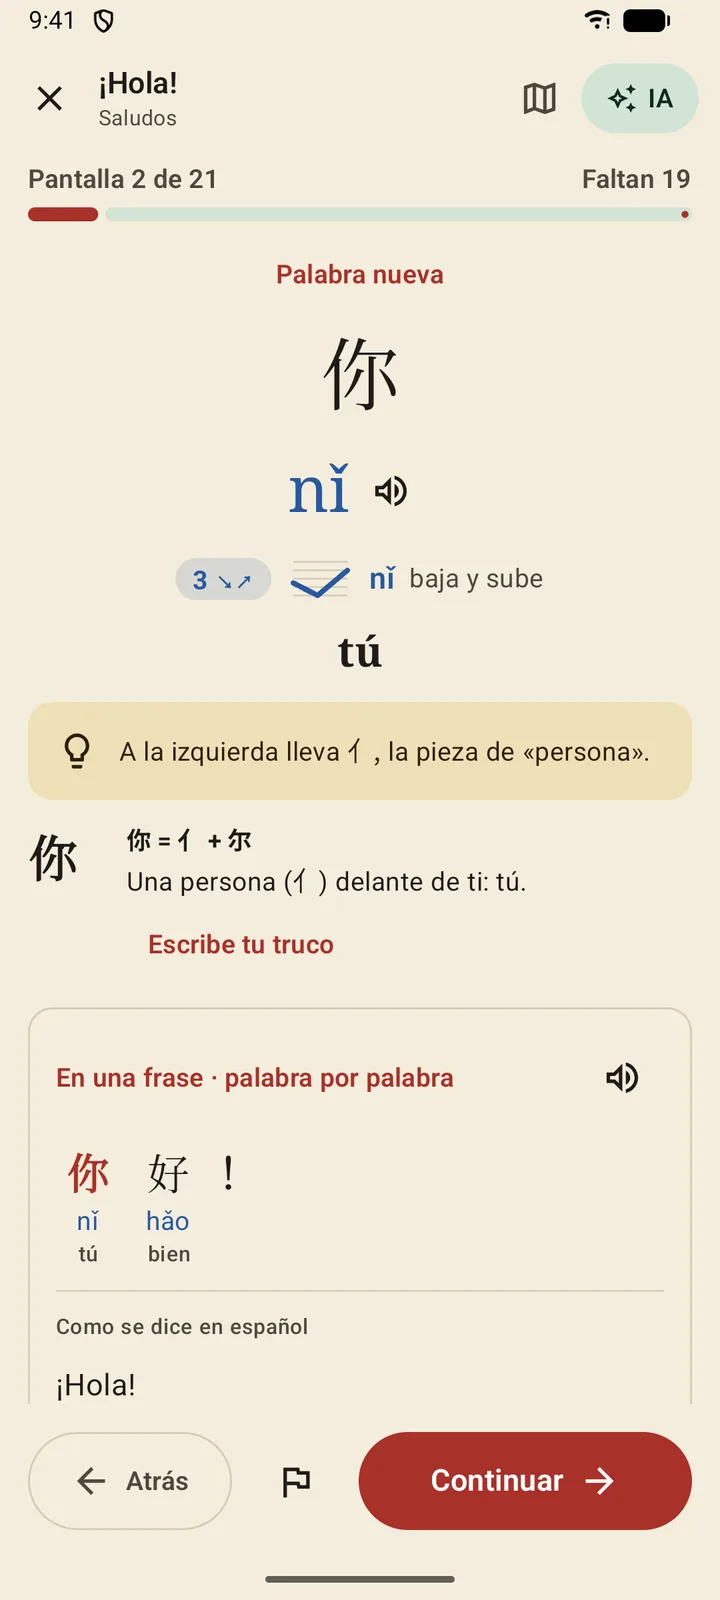 9:41
¡Hola!
Saludos
IA
Pantalla 2 de 21
Faltan 19
Palabra nueva
你
nǐ
3 ↘↗ nǐ baja y sube
tú
A la izquierda lleva 亻, la pieza de «persona».
你
你 = 亻 + 尔
Una persona (亻) delante de ti: tú.
Escribe tu truco
En una frase · palabra por palabra
你 好 ！
nǐ hǎo
tú bien
Como se dice en español
¡Hola!
Atrás
Continuar